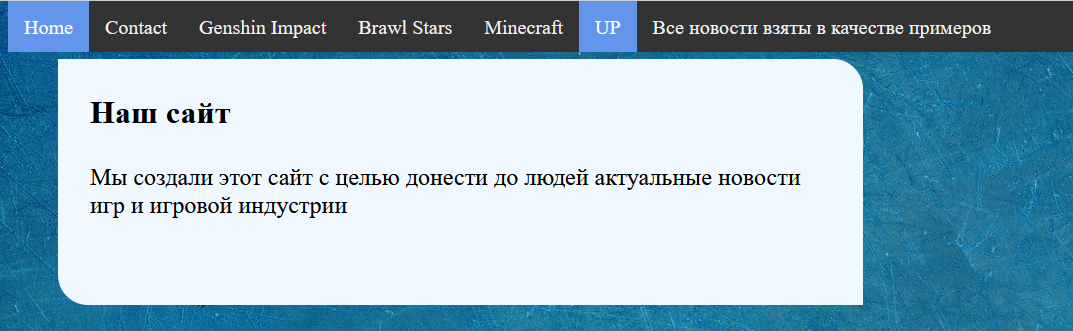 Home Contact Genshin Impact Brawl Stars Minecraft UP Все новости взяты в качестве примеров
Наш сайт
Мы создали этот сайт с целью донести до людей актуальные новости
игр и игровой индустрии